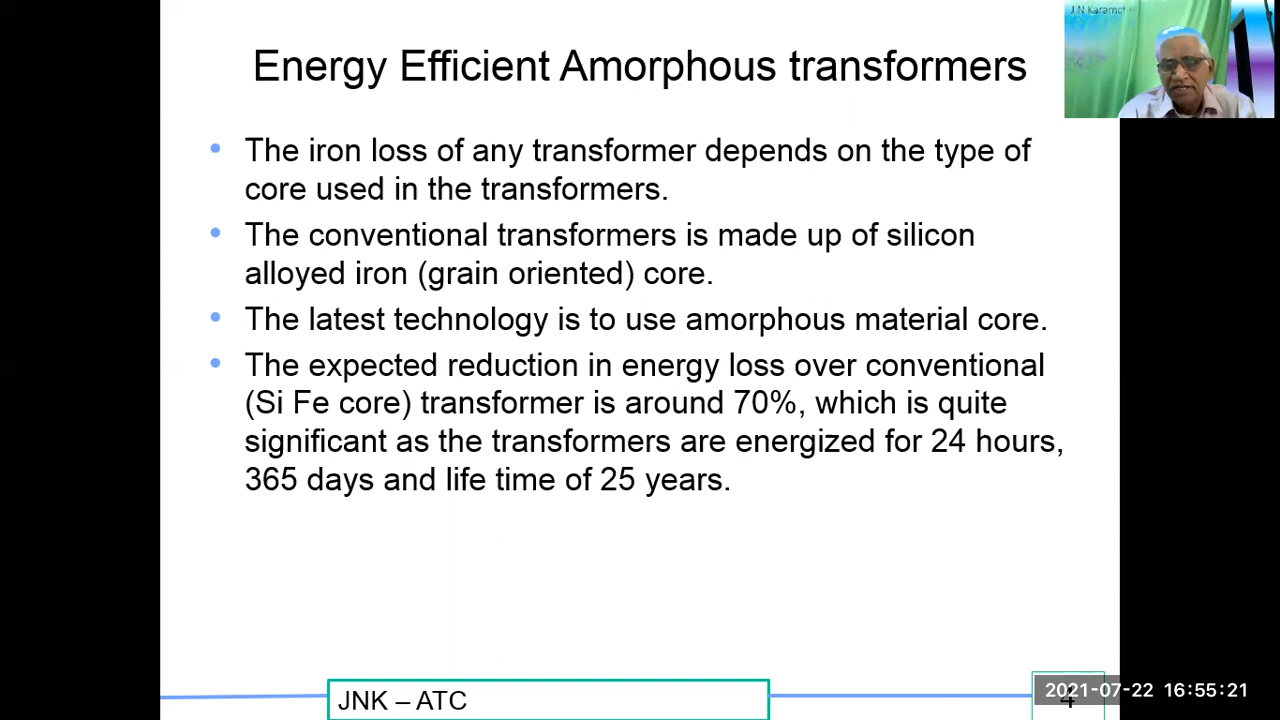 J N Karamc
Energy Efficient Amorphous transformers
• The iron loss of any transformer depends on the type of
core used in the transformers.
• The conventional transformers is made up of silicon
alloyed iron (grain oriented) core.
• The latest technology is to use amorphous material core.
• The expected reduction in energy loss over conventional
(Si Fe core) transformer is around 70%, which is quite
significant as the transformers are energized for 24 hours,
365 days and life time of 25 years.
JNK – ATC
4
2021-07-22 16:55:21